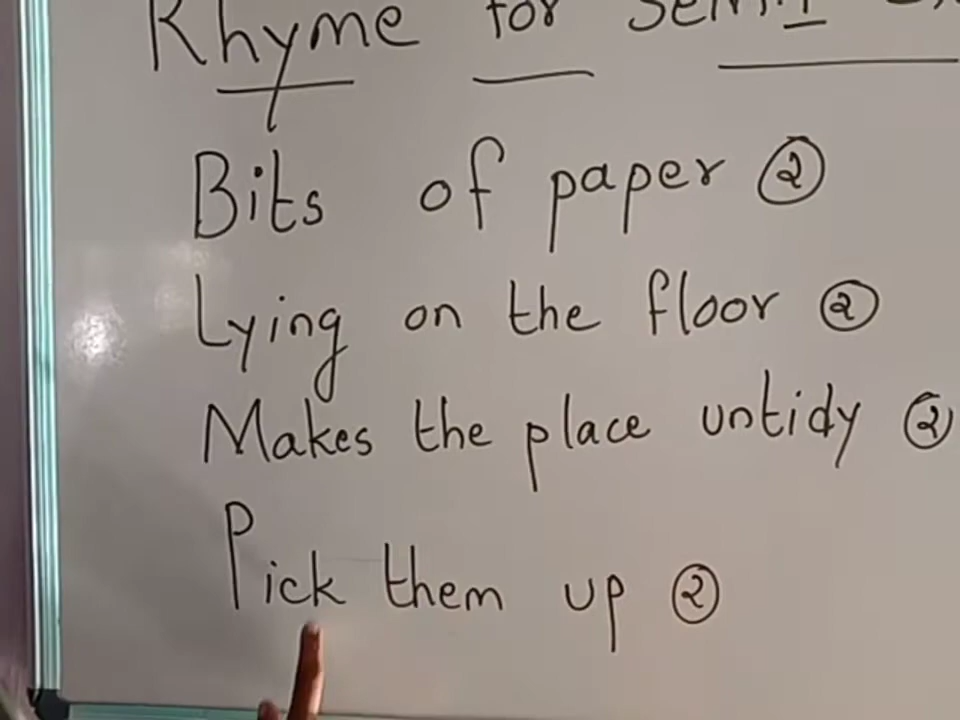 Rhyme for Sem.I
Bits of paper ②
Lying on the floor ②
Makes the place untidy ②
Pick them up ②